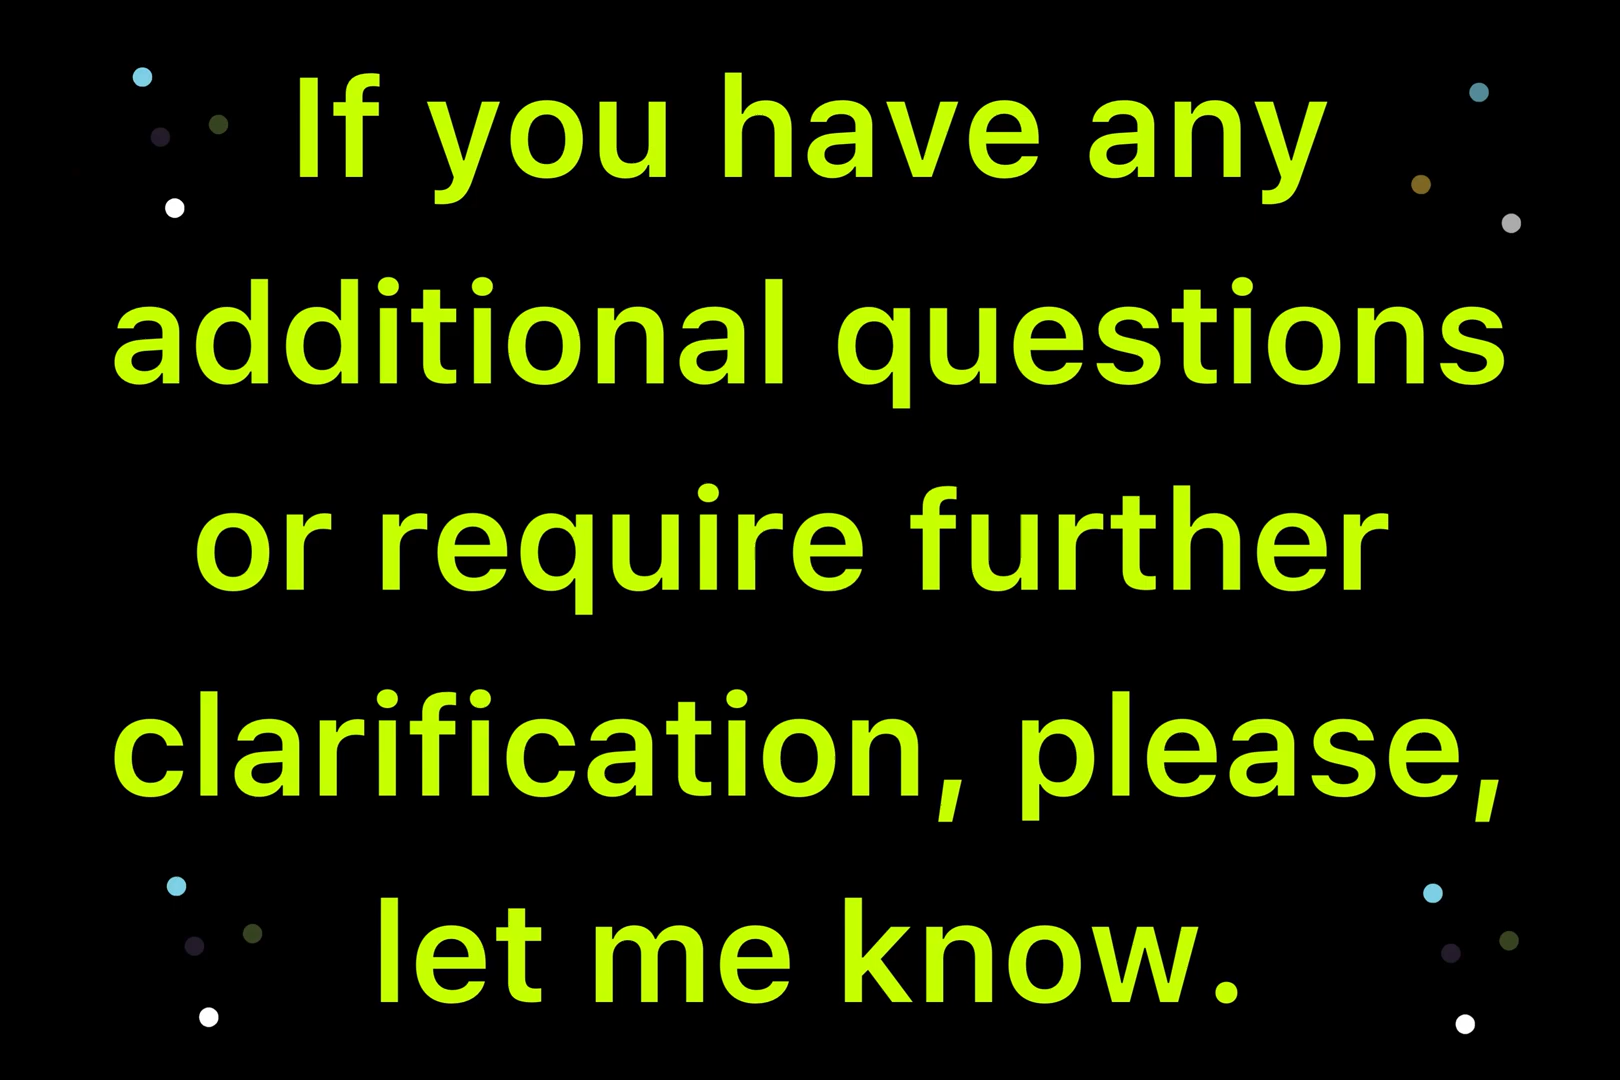 If you have any
additional questions
or require further
clarification, please,
let me know.